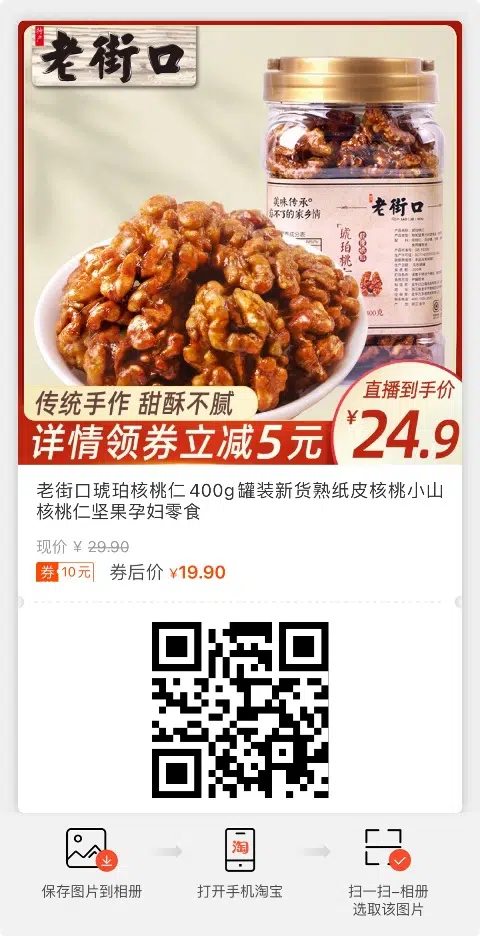 特产
老街口
美味传承
忘不了的家乡情
老街口
琥珀桃仁
传统手作 甜酥不腻
详情领券立减5元
直播到手价
¥24.9
老街口琥珀核桃仁400g罐装新货熟纸皮核桃小山
核桃仁坚果孕妇零食
现价 ¥ 29.90
券 10元 券后价 ¥19.90
保存图片到相册
打开手机淘宝
扫一扫-相册
选取该图片
淘